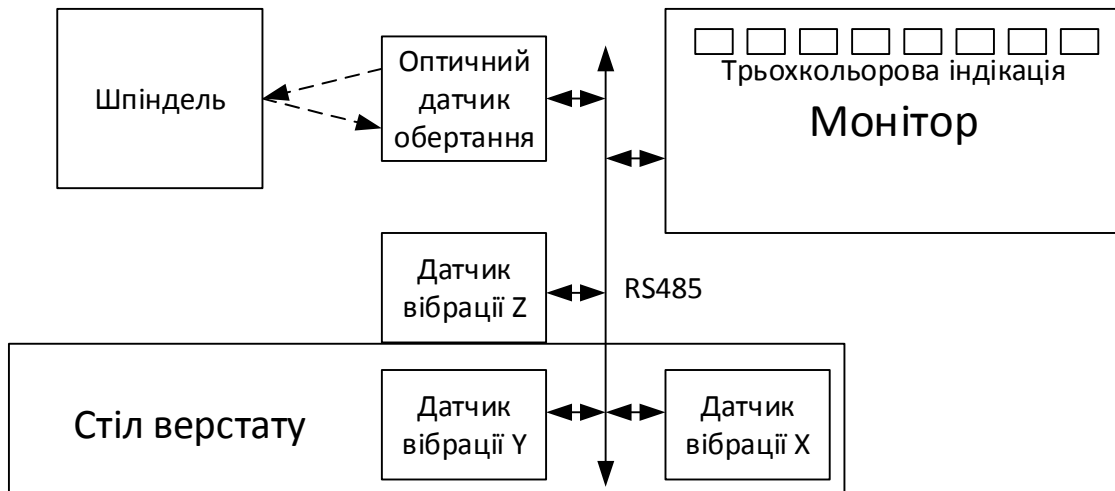 Шпіндель
Оптичний
датчик
обертання
Трьохкольорова індікація
Монітор
Датчик
вібрації Z
RS485
Стіл верстату
Датчик
вібрації Y
Датчик
вібрації X